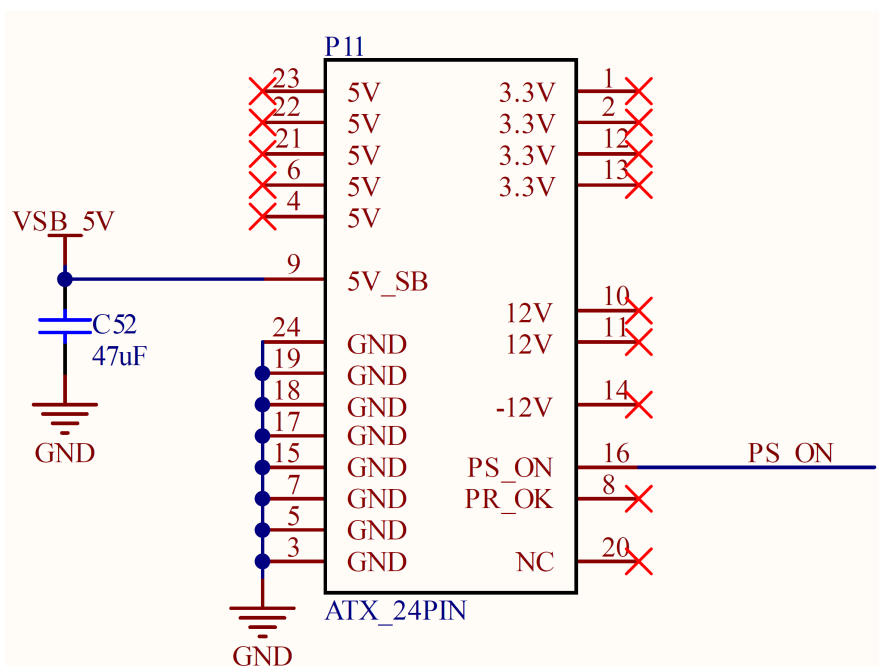 P11
23 5V 3.3V 1
22 5V 3.3V 2
21 5V 3.3V 12
6 5V 3.3V 13
4 5V
VSB_5V
9 5V_SB
12V 10
C52
24 GND 12V 11
47uF
19 GND
18 GND -12V 14
17 GND
GND
15 GND PS_ON 16 PS_ON
7 GND PR_OK 8
5 GND
3 GND NC 20
ATX_24PIN
GND